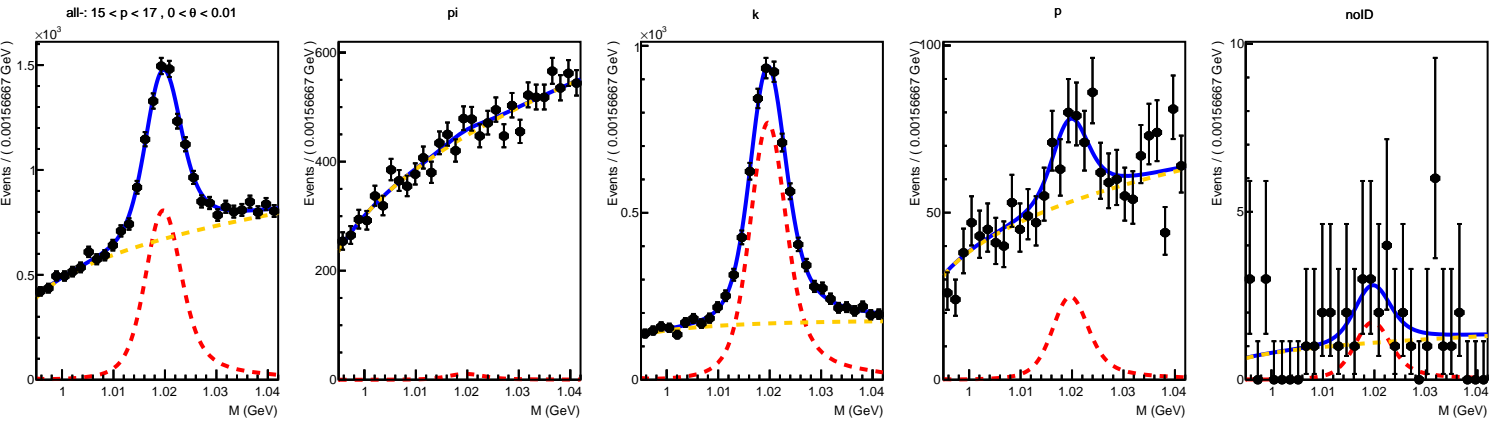 all-: 15 < p < 17 , 0 < θ < 0.01
×10³
Events / ( 0.00156667 GeV )
1.5
1
0.5
0
1 1.01 1.02 1.03 1.04
M (GeV)
pi
Events / ( 0.00156667 GeV )
600
400
200
0
1 1.01 1.02 1.03 1.04
M (GeV)
k
×10³
Events / ( 0.00156667 GeV )
1
0.5
0
1 1.01 1.02 1.03 1.04
M (GeV)
p
Events / ( 0.00156667 GeV )
100
50
0
1 1.01 1.02 1.03 1.04
M (GeV)
noID
Events / ( 0.00156667 GeV )
10
5
0
1 1.01 1.02 1.03 1.04
M (GeV)